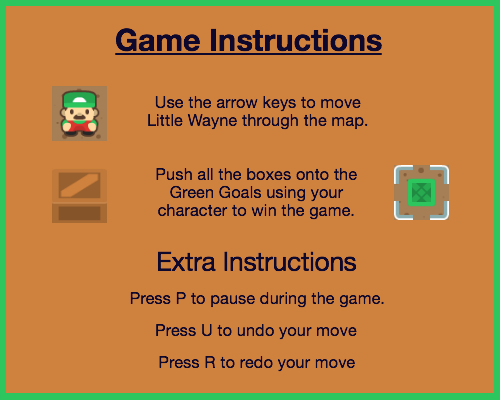 Game Instructions
Use the arrow keys to move
Little Wayne through the map.
Push all the boxes onto the
Green Goals using your
character to win the game.
Extra Instructions
Press P to pause during the game.
Press U to undo your move
Press R to redo your move